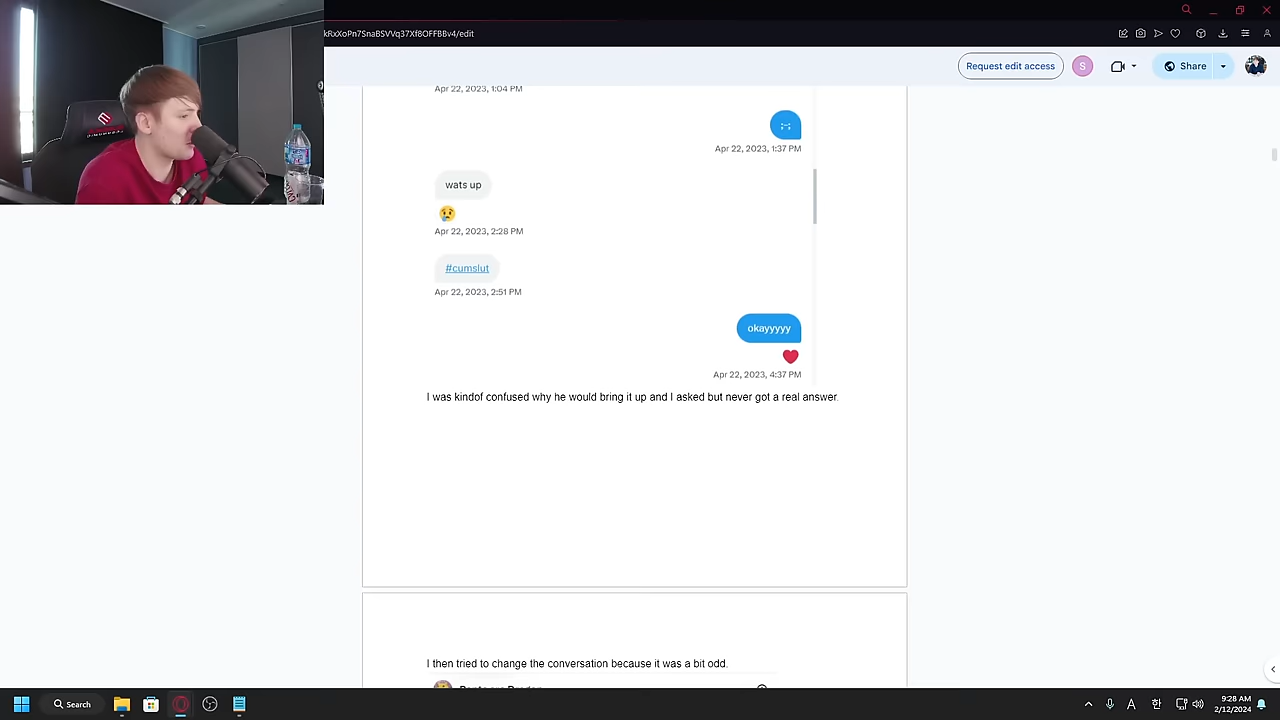 kRxXoPn7SnaBSVVq37Xf8OFFBBv4/edit
Request edit access
S
Share
Apr 22, 2023, 1:04 PM
;-;
Apr 22, 2023, 1:37 PM
wats up
😢
Apr 22, 2023, 2:28 PM
#cumslut
Apr 22, 2023, 2:51 PM
okayyyyy
❤️
Apr 22, 2023, 4:37 PM
I was kindof confused why he would bring it up and I asked but never got a real answer.
I then tried to change the conversation because it was a bit odd.
Search
A
한
9:28 AM
2/12/2024